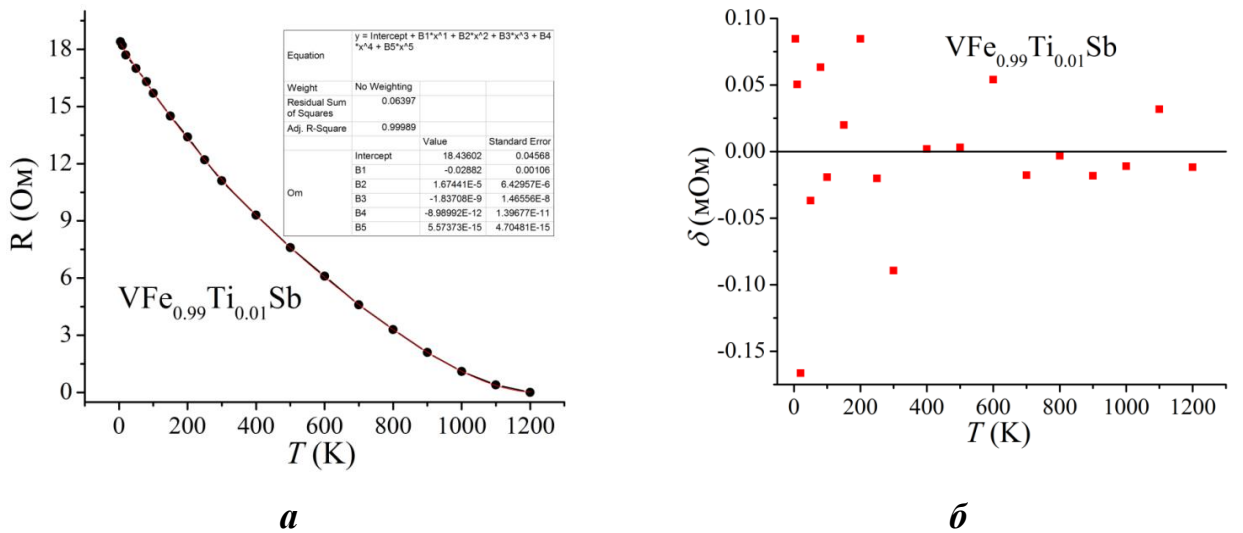 R (Ом)
18
15
12
9
6
3
0
0 200 400 600 800 1000 1200
T (K)
VFe0.99Ti0.01Sb
Equation y = Intercept + B1*x^1 + B2*x^2 + B3*x^3 + B4
*x^4 + B5*x^5
Weight No Weighting
Residual Sum
of Squares 0.06397
Adj. R-Square 0.99989
Value Standard Error
Om Intercept 18.43602 0.04568
B1 -0.02882 0.00106
B2 1.67441E-5 6.42957E-6
B3 -1.83708E-9 1.46556E-8
B4 -8.98992E-12 1.39677E-11
B5 5.57373E-15 4.70481E-15
а
δ (мОм)
0.10
0.05
0.00
-0.05
-0.10
-0.15
0 200 400 600 800 1000 1200
T (K)
VFe0.99Ti0.01Sb
б